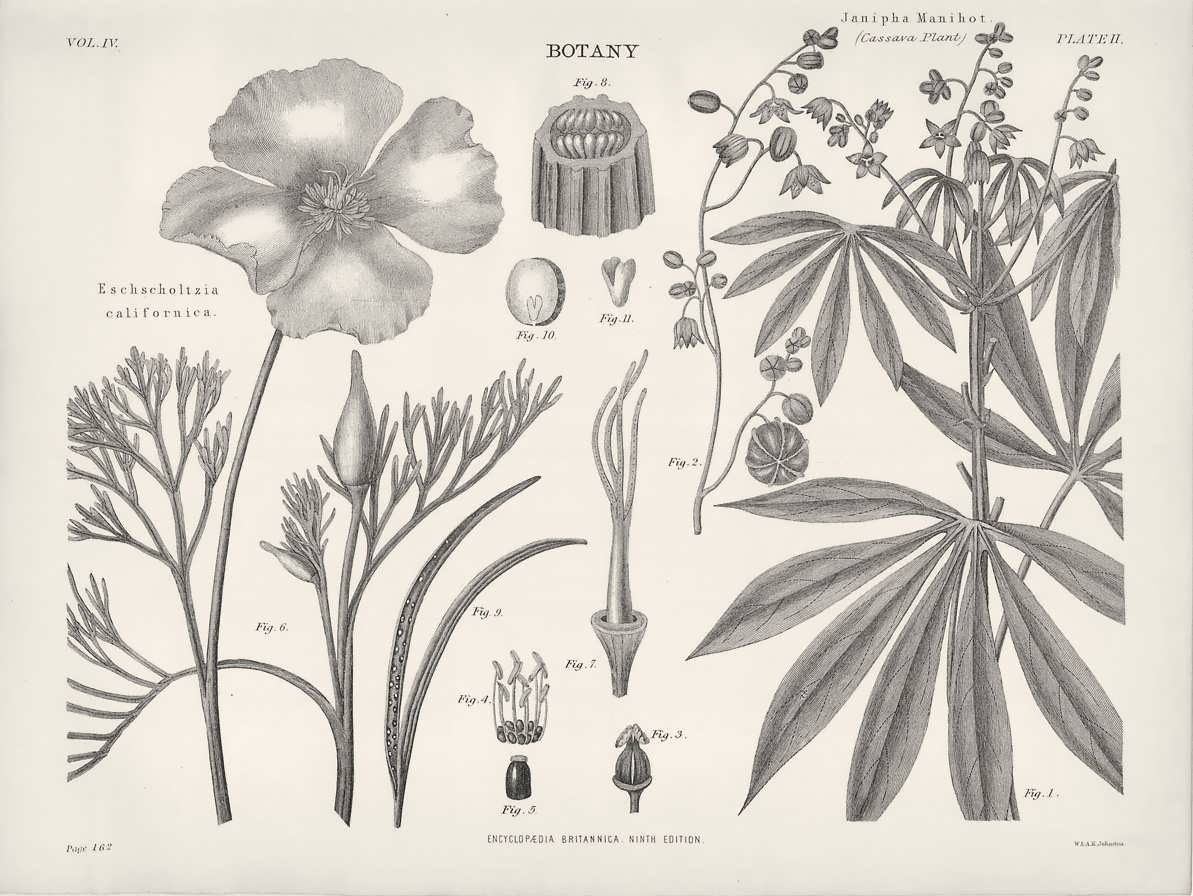 VOL. IV.
BOTANY
Janipha Manihot.
(Cassava Plant)
PLATE II.
Fig. 8.
Eschscholtzia
californica.
Fig. 10.
Fig. 11.
Fig. 2.
Fig. 9.
Fig. 6.
Fig. 7.
Fig. 4.
Fig. 3.
Fig. 5.
Fig. 1.
ENCYCLOPÆDIA BRITANNICA. NINTH EDITION.
Page 162
W. & A. K. Johnston